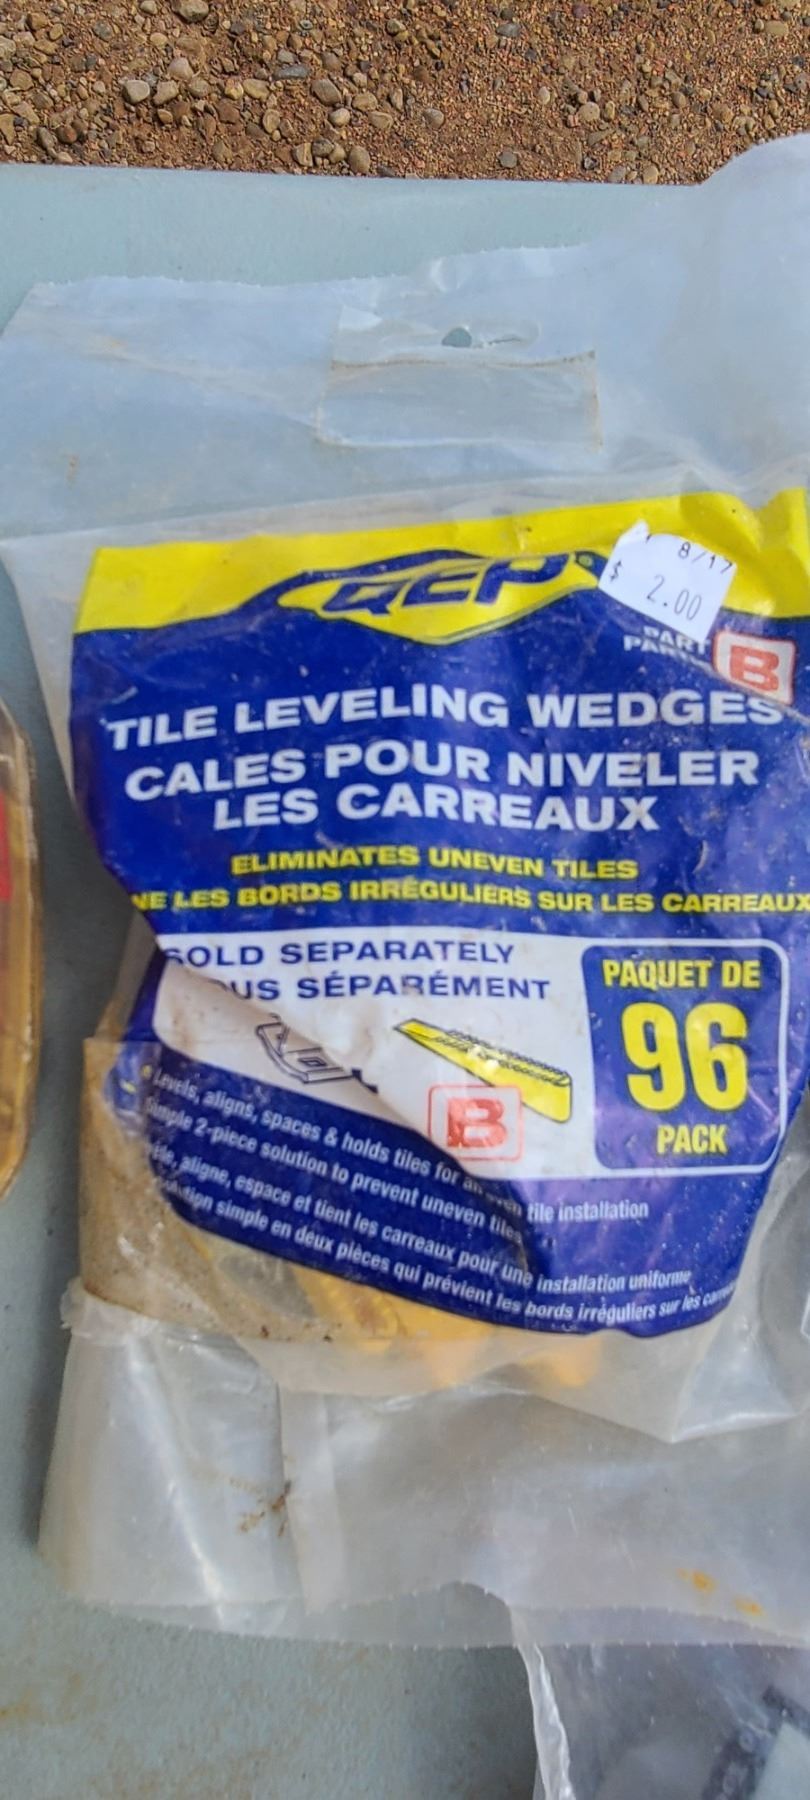 QEP
8/17
$ 2.00
PART
B
TILE LEVELING WEDGES
CALES POUR NIVELER
LES CARREAUX
ELIMINATES UNEVEN TILES
LES BORDS IRRÉGULIERS SUR LES CARREAUX
SOLD SEPARATELY
SÉPARÉMENT
PAQUET DE
96
PACK
B
Levels, aligns, spaces & holds tiles for an even tile installation
Simple 2-piece solution to prevent uneven tiles
aligne, espace et tient les carreaux pour une installation uniforme
simple en deux pièces qui prévient les bords irréguliers sur les